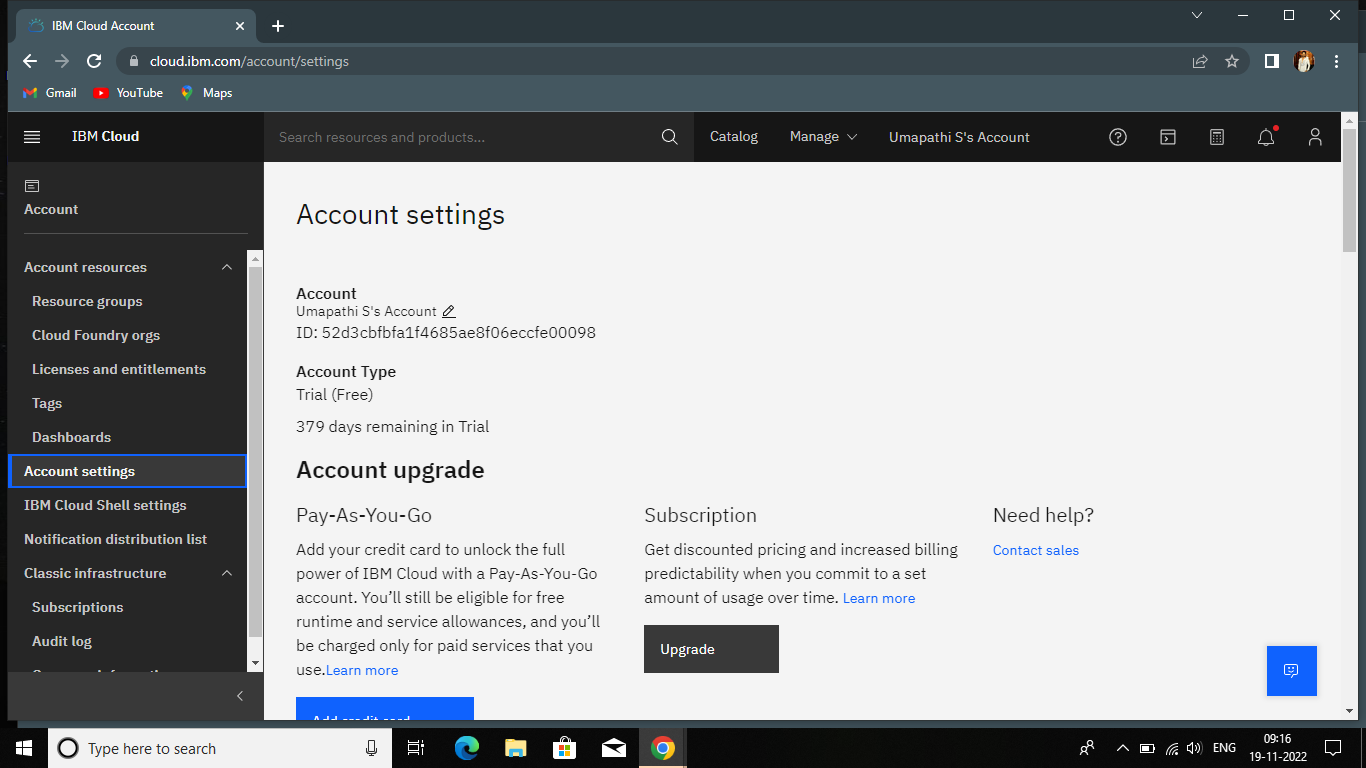 IBM Cloud Account
cloud.ibm.com/account/settings
Gmail
YouTube
Maps
IBM Cloud
Search resources and products...
Catalog
Manage
Umapathi S's Account
Account
Account resources
Resource groups
Cloud Foundry orgs
Licenses and entitlements
Tags
Dashboards
Account settings
IBM Cloud Shell settings
Notification distribution list
Classic infrastructure
Subscriptions
Audit log
Account settings
Account
Umapathi S's Account
ID: 52d3cbfbfa1f4685ae8f06eccfe00098
Account Type
Trial (Free)
379 days remaining in Trial
Account upgrade
Pay-As-You-Go
Add your credit card to unlock the full
power of IBM Cloud with a Pay-As-You-Go
account. You’ll still be eligible for free
runtime and service allowances, and you’ll
be charged only for paid services that you
use.Learn more
Add credit card
Subscription
Get discounted pricing and increased billing
predictability when you commit to a set
amount of usage over time. Learn more
Upgrade
Need help?
Contact sales
Type here to search
ENG
09:16
19-11-2022